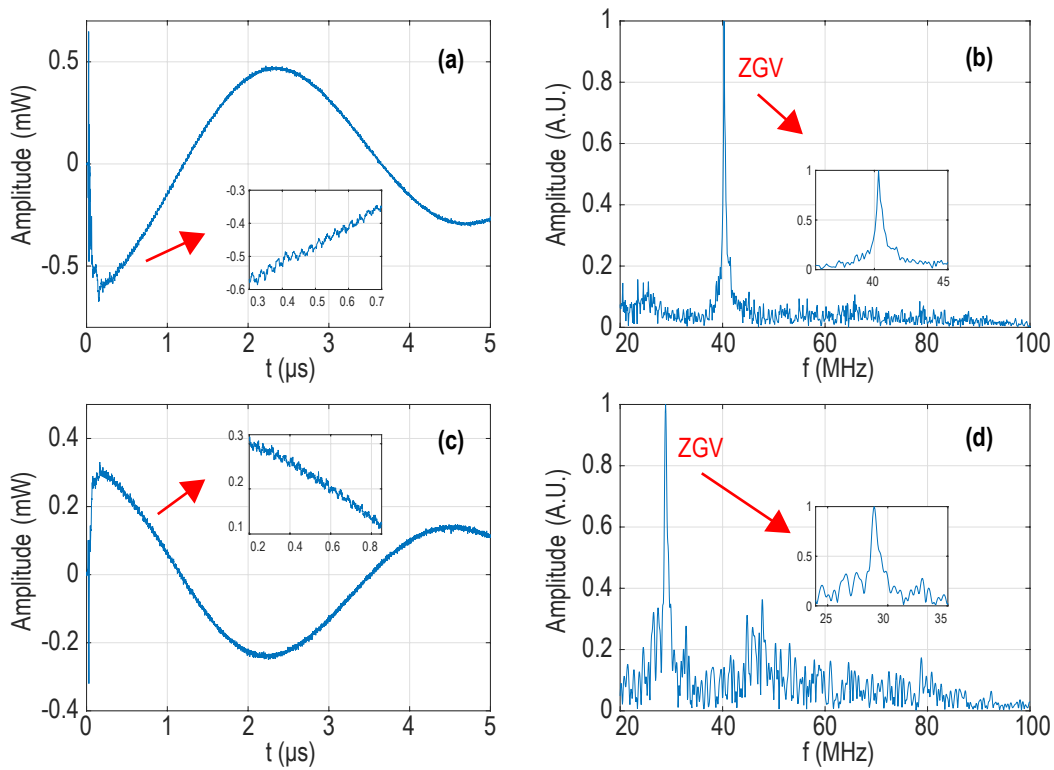 (a)
Amplitude (mW)
0.5
0
-0.5
-0.3
-0.4
-0.5
-0.6
0.3 0.4 0.5 0.6 0.7
0 1 2 3 4 5
t (µs)
(b)
ZGV
Amplitude (A.U.)
1
0.8
0.6
0.4
0.2
0
1
0.5
0
40 45
20 40 60 80 100
f (MHz)
(c)
Amplitude (mW)
0.4
0.2
0
-0.2
-0.4
0.3
0.2
0.1
0.2 0.4 0.6 0.8
0 1 2 3 4 5
t (µs)
(d)
ZGV
Amplitude (A.U.)
1
0.8
0.6
0.4
0.2
0
1
0.5
0
25 30 35
20 40 60 80 100
f (MHz)